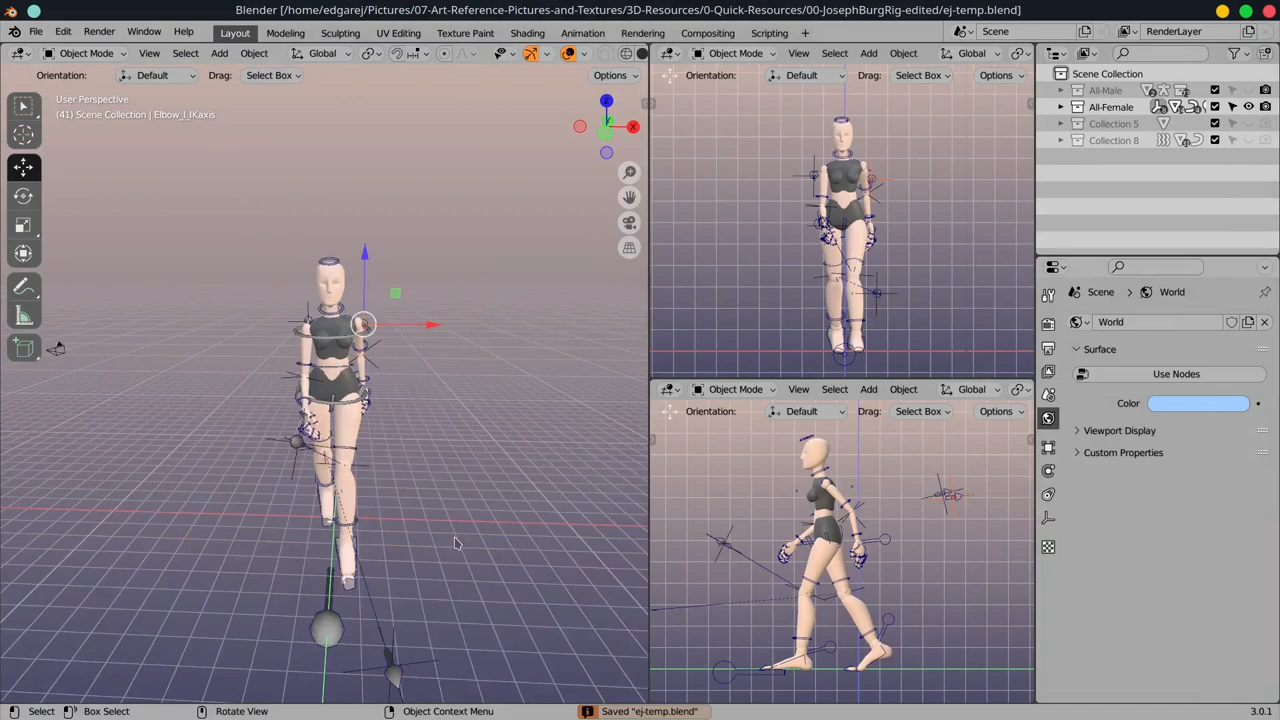 Blender [/home/edgarej/Pictures/07-Art-Reference-Pictures-and-Textures/3D-Resources/0-Quick-Resources/00-JosephBurgRig-edited/ej-temp.blend]
File Edit Render Window Help Layout Modeling Sculpting UV Editing Texture Paint Shading Animation Rendering Compositing Scripting + Scene RenderLayer
Object Mode View Select Add Object Global
Orientation: Default Drag: Select Box Options
User Perspective
(41) Scene Collection | Elbow_l_IKaxis
Z
Y
X
Object Mode View Select Add Object Global
Orientation: Default Drag: Select Box Options
Object Mode View Select Add Object Global
Orientation: Default Drag: Select Box Options
Scene Collection
All-Male
All-Female
Collection 5
Collection 8
Scene > World
World
Surface
Use Nodes
Color
Viewport Display
Custom Properties
Select Box Select Rotate View Object Context Menu Saved "ej-temp.blend" 3.0.1